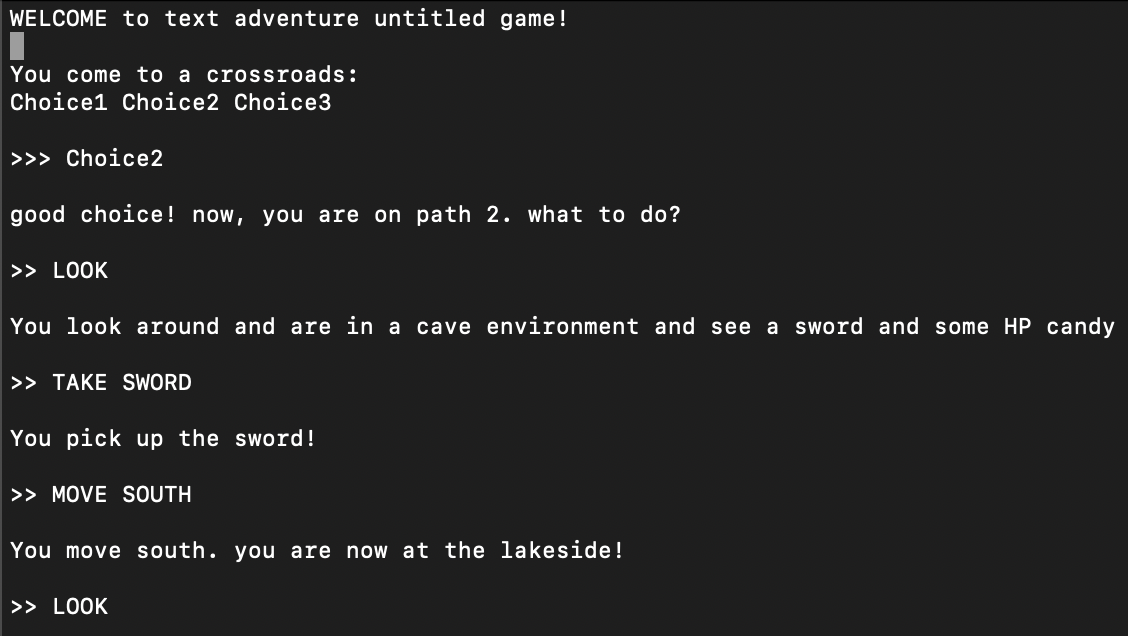 WELCOME to text adventure untitled game!
You come to a crossroads:
Choice1 Choice2 Choice3
>>> Choice2
good choice! now, you are on path 2. what to do?
>> LOOK
You look around and are in a cave environment and see a sword and some HP candy
>> TAKE SWORD
You pick up the sword!
>> MOVE SOUTH
You move south. you are now at the lakeside!
>> LOOK